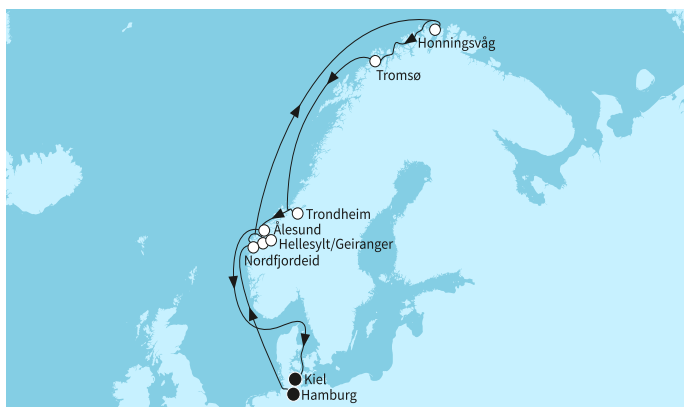 Honningsvåg
Tromsø
Trondheim
Ålesund
Hellesylt/Geiranger
Nordfjordeid
Kiel
Hamburg